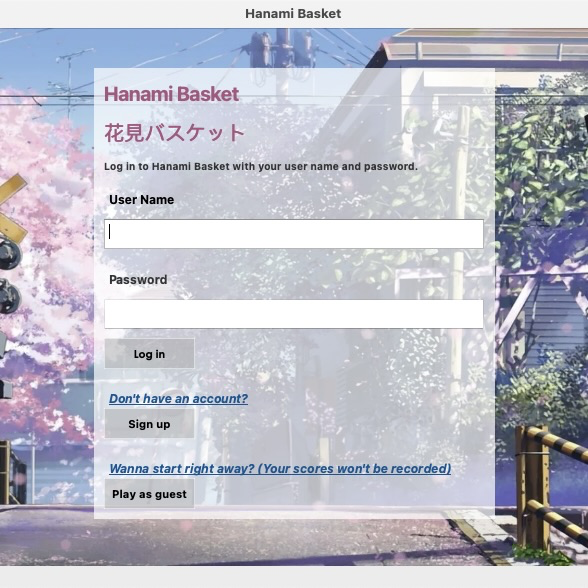 Hanami Basket
Hanami Basket
花見バスケット
Log in to Hanami Basket with your user name and password.
User Name
Password
Log in
Don't have an account?
Sign up
Wanna start right away? (Your scores won't be recorded)
Play as guest